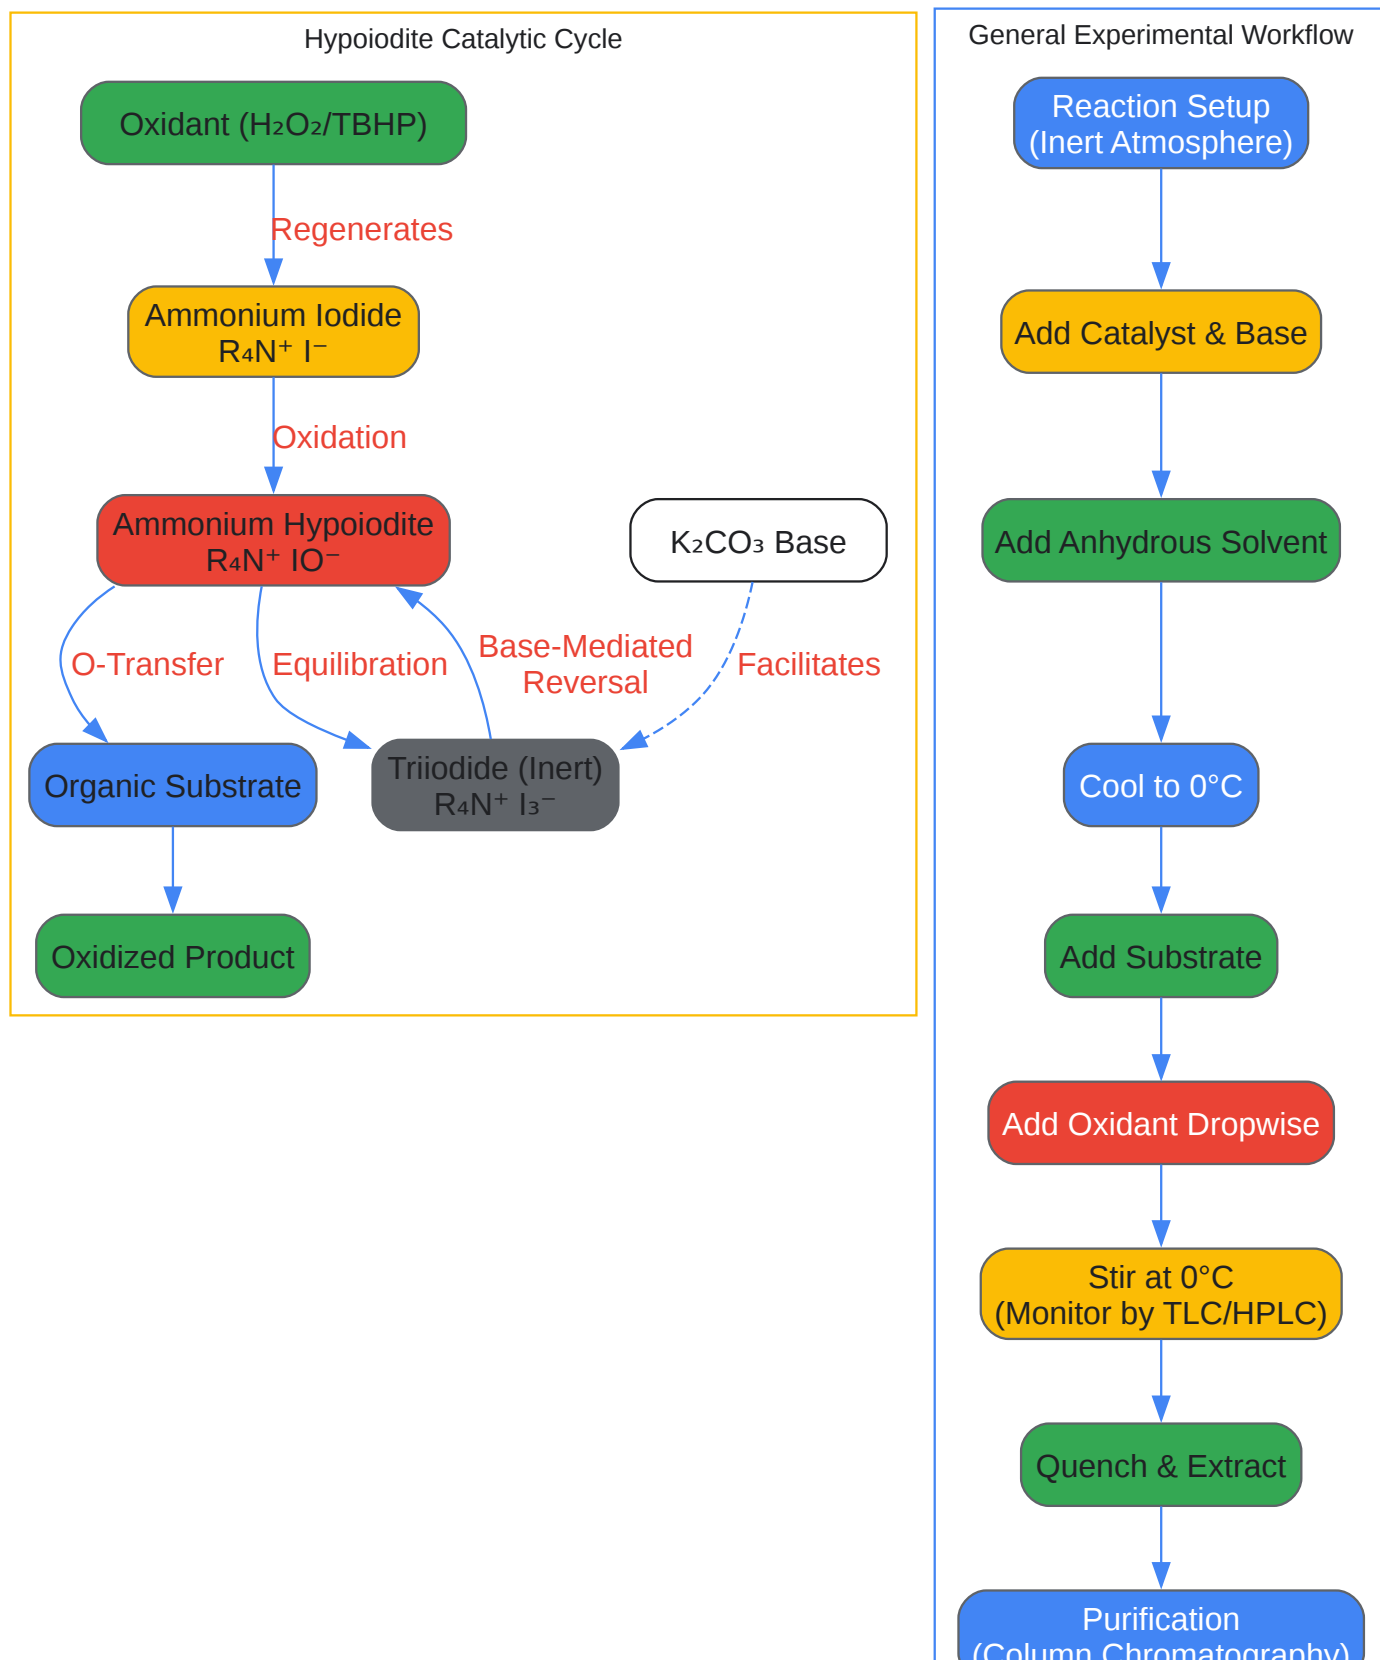 Hypoiodite Catalytic Cycle
Oxidant (H₂O₂/TBHP)
Regenerates
Ammonium Iodide
R₄N⁺ I⁻
Oxidation
Ammonium Hypoiodite
R₄N⁺ IO⁻
K₂CO₃ Base
O-Transfer
Equilibration
Base-Mediated
Reversal
Facilitates
Organic Substrate
Triiodide (Inert)
R₄N⁺ I₃⁻
Oxidized Product
General Experimental Workflow
Reaction Setup
(Inert Atmosphere)
Add Catalyst & Base
Add Anhydrous Solvent
Cool to 0°C
Add Substrate
Add Oxidant Dropwise
Stir at 0°C
(Monitor by TLC/HPLC)
Quench & Extract
Purification
(Column Chromatography)